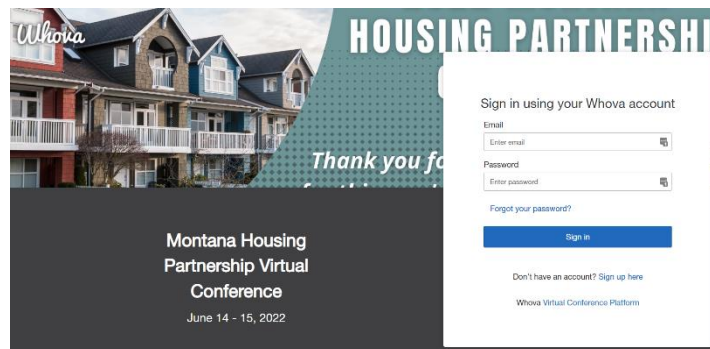 Whova
HOUSING PARTNERSHI
Thank you fo
Sign in using your Whova account
Email
Enter email
Password
Enter password
Forgot your password?
Sign in
Don't have an account? Sign up here
Whova Virtual Conference Platform
Montana Housing
Partnership Virtual
Conference
June 14 - 15, 2022